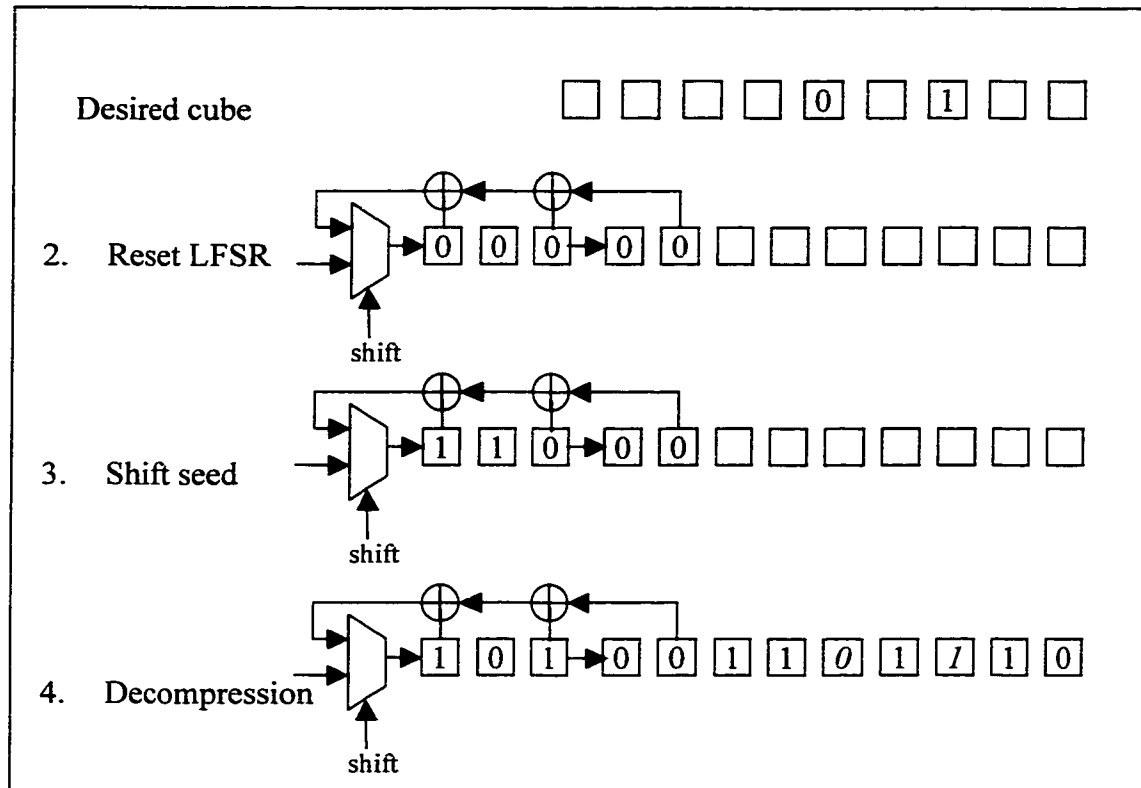 Desired cube 0 1
2. Reset LFSR 0 0 0 0 0
shift
3. Shift seed 1 1 0 0 0
shift
4. Decompression 1 0 1 0 0 1 1 0 1 1 1 0
shift